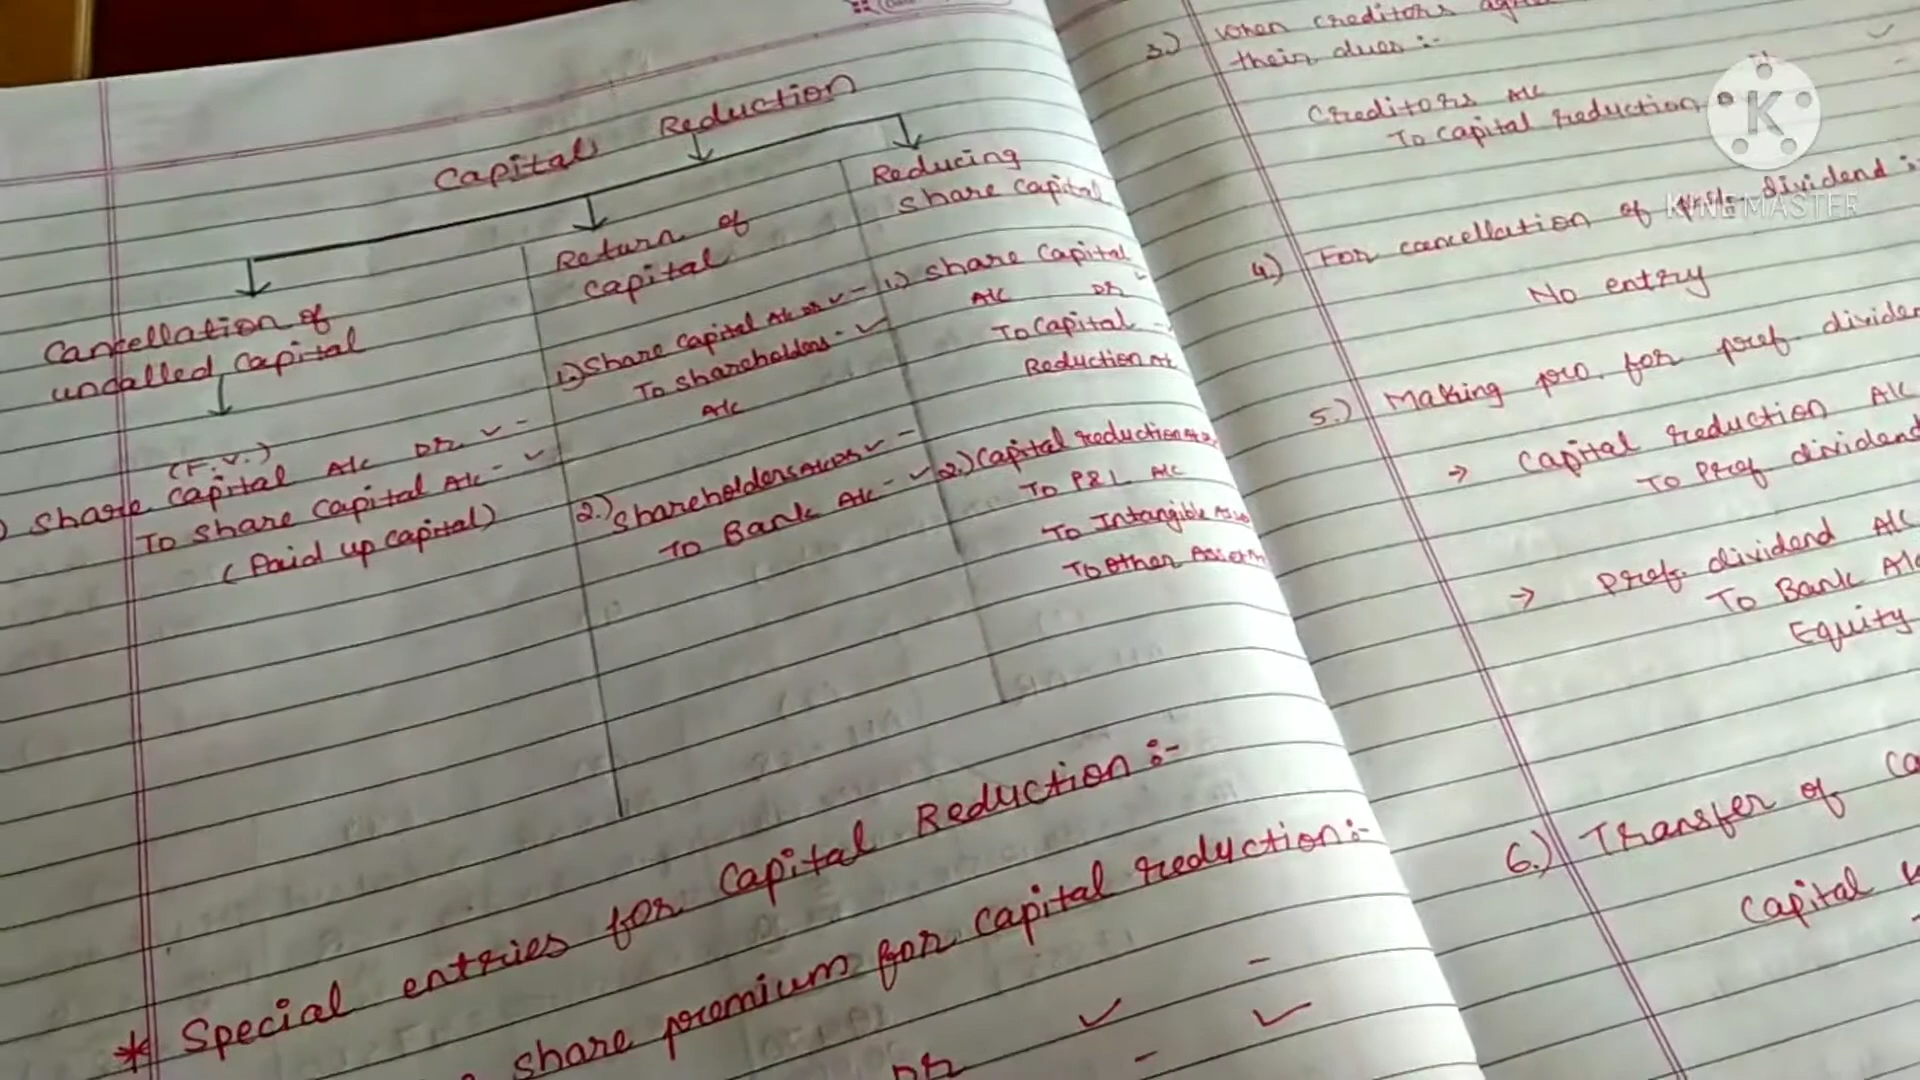 Capital Reduction
Cancellation of
uncalled capital
(F.V.)
Share capital A/c DR
To share capital A/c
(Paid up capital)
Return of
capital
1.) Share capital A/c DR
To shareholders
A/c
2.) Shareholders A/c DR
To Bank A/c
Reducing
share capital
1.) Share capital
A/c DR
To Capital
Reduction A/c
2.) Capital reduction A/c
To P&L A/c
To Intangible
To other Assets
* Special entries for Capital Reduction :-
share premium for capital reduction :-
DR
3.) When creditors
their dues :-
Creditors A/c
To capital reduction
4.) For cancellation of pref. dividend :-
No entry
5.) Making pro. for pref.
→ Capital reduction A/c
To Pref. dividend
→ Pref. dividend A/c
To Bank A/c
Equity
6.) Transfer of
Capital
K
KINEMASTER